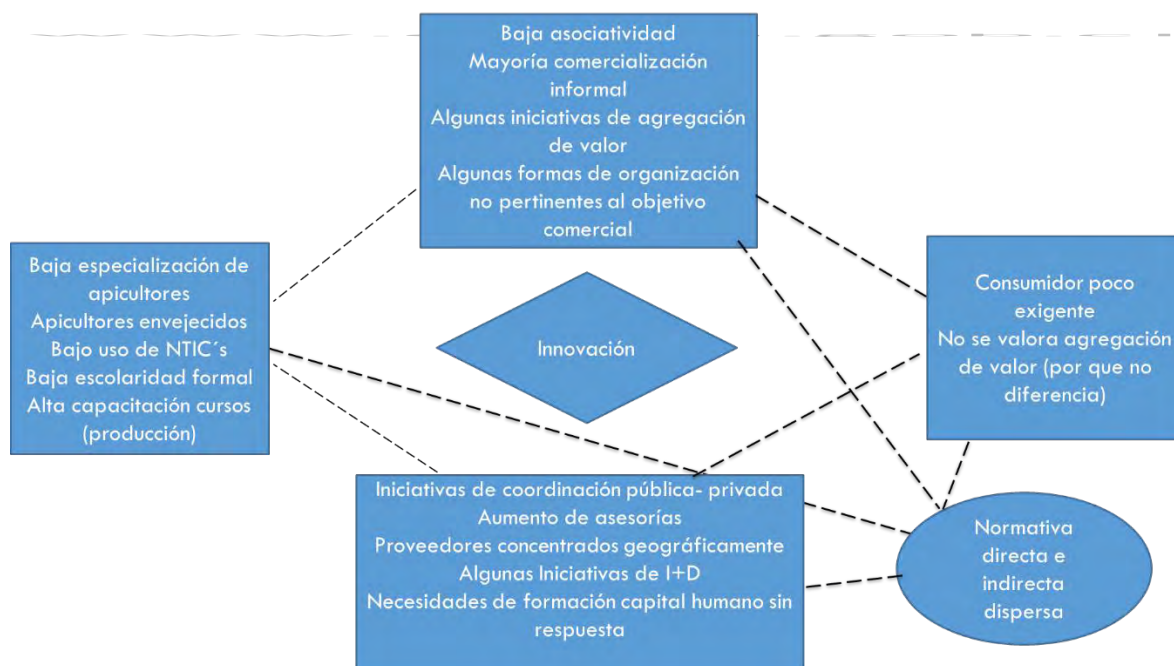 Baja asociatividad
Mayoría comercialización
informal
Algunas iniciativas de agregación
de valor
Algunas formas de organización
no pertinentes al objetivo
comercial
Baja especialización de
apicultores
Apicultores envejecidos
Bajo uso de NTIC´s
Baja escolaridad formal
Alta capacitación cursos
(producción)
Innovación
Consumidor poco
exigente
No se valora agregación
de valor (por que no
diferencia)
Iniciativas de coordinación pública- privada
Aumento de asesorías
Proveedores concentrados geográficamente
Algunas Iniciativas de I+D
Necesidades de formación capital humano sin
respuesta
Normativa
directa e
indirecta
dispersa